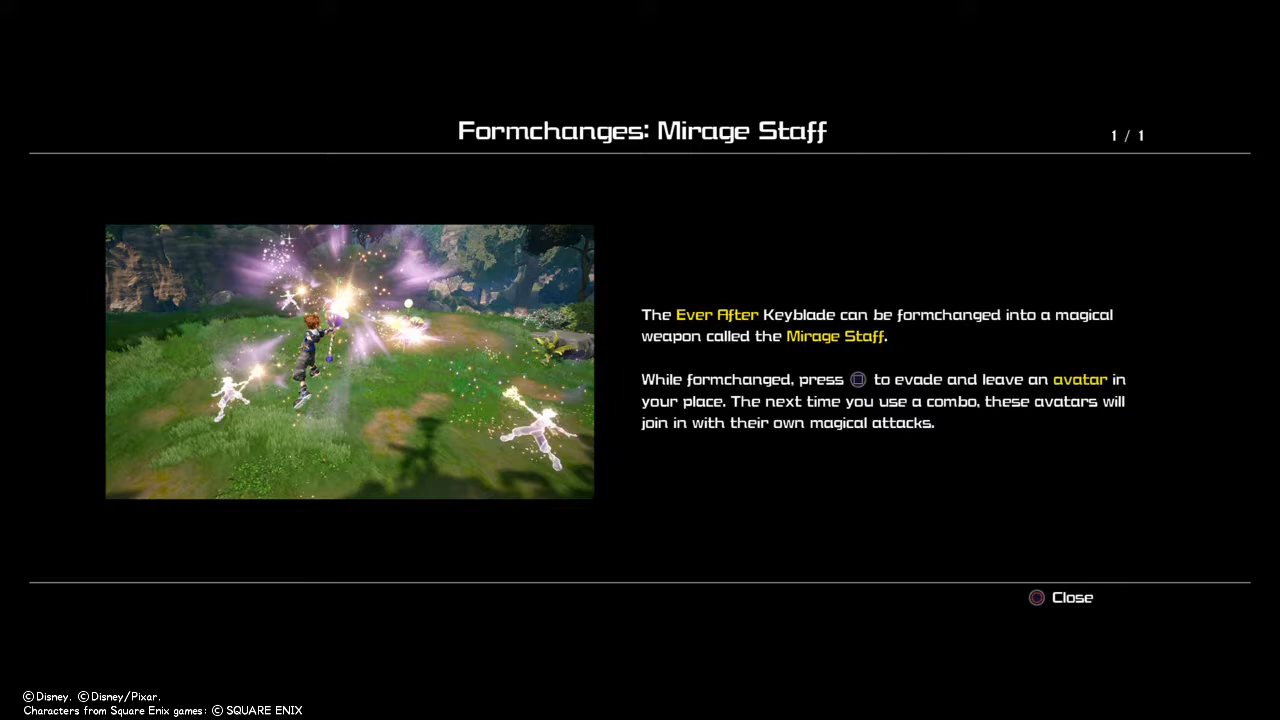 Formchanges: Mirage Staff
1 / 1
The Ever After Keyblade can be formchanged into a magical
weapon called the Mirage Staff.
While formchanged, press to evade and leave an avatar in
your place. The next time you use a combo, these avatars will
join in with their own magical attacks.
Close
© Disney. © Disney/Pixar.
Characters from Square Enix games: © SQUARE ENIX